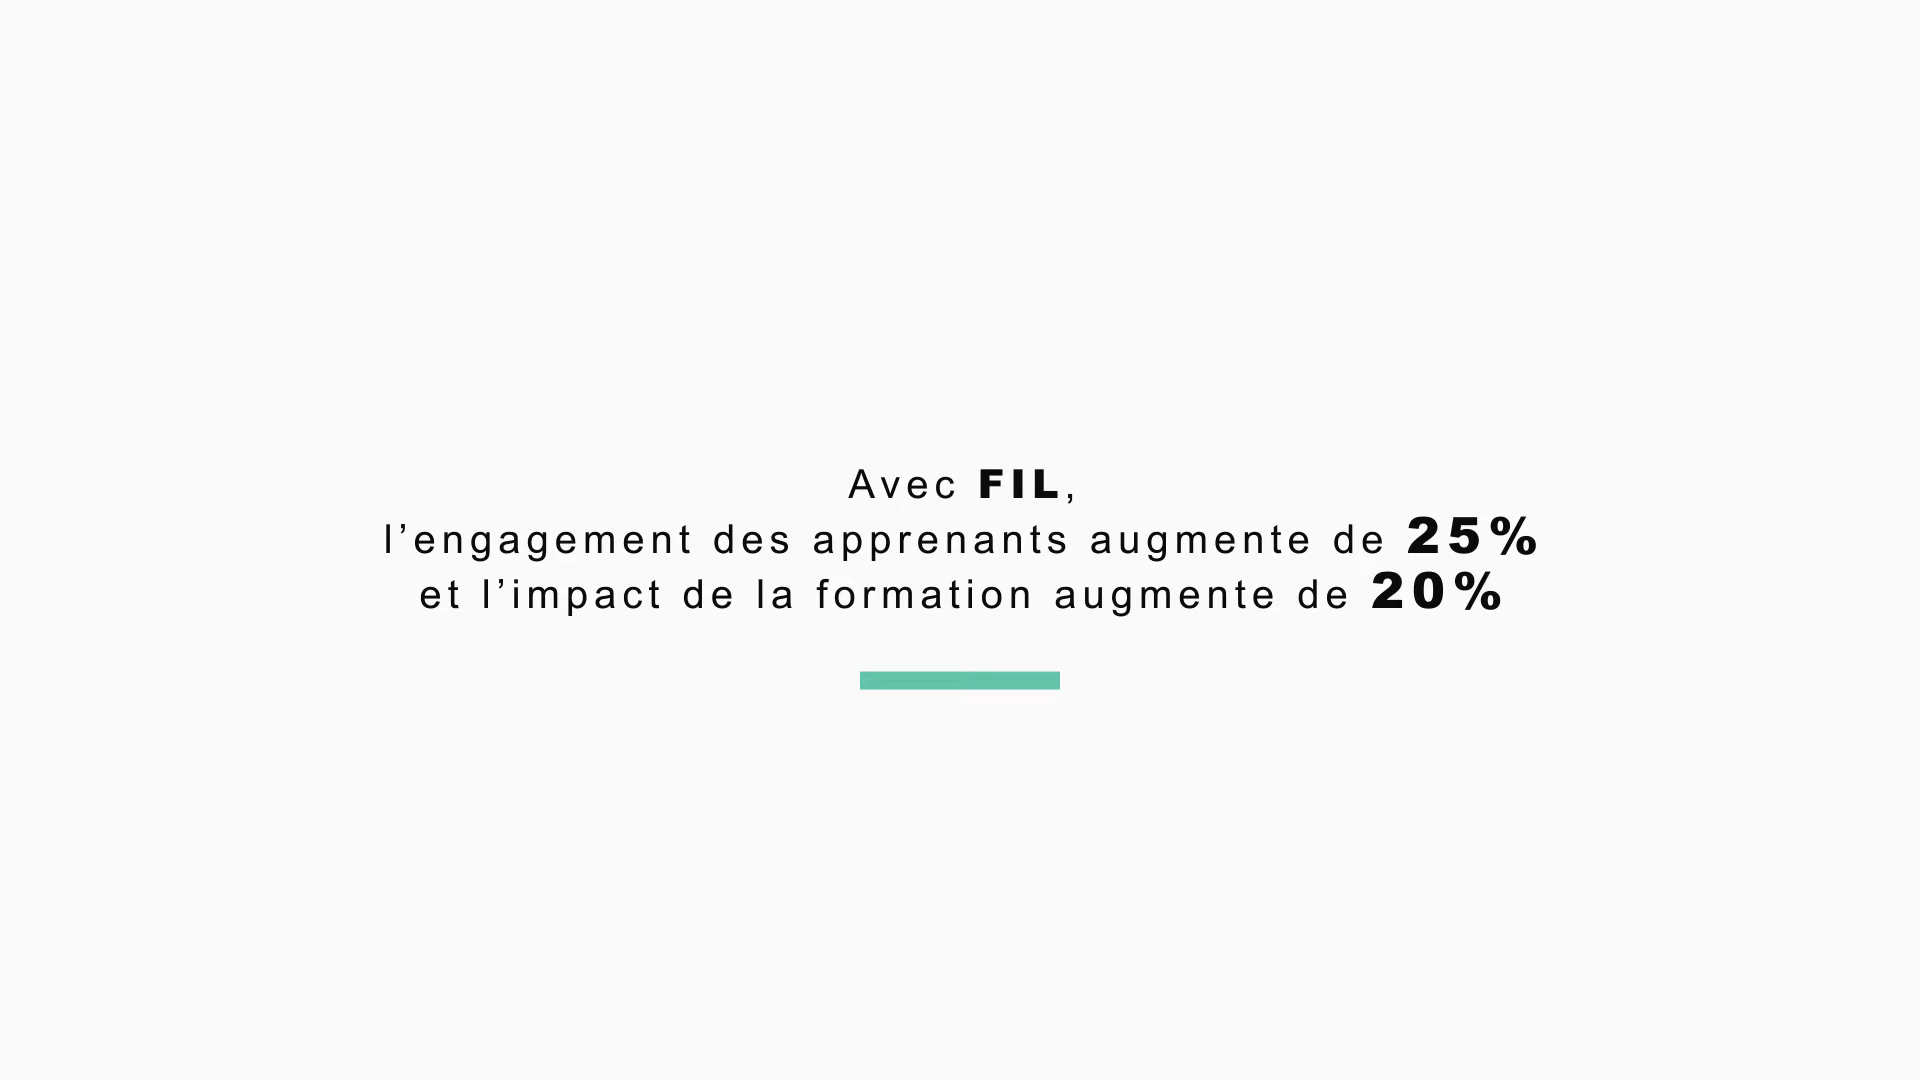 Avec FIL,
l’engagement des apprenants augmente de 25%
et l’impact de la formation augmente de 20%